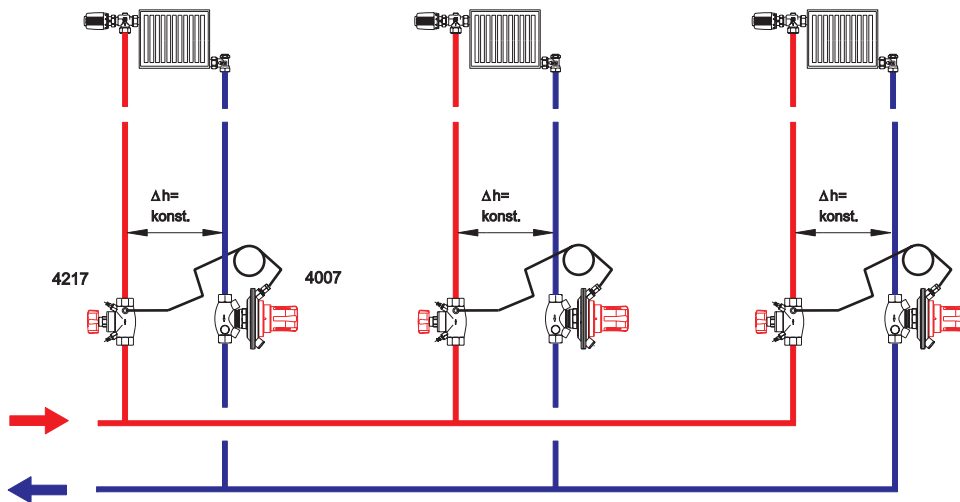 Δh=
konst.
Δh=
konst.
Δh=
konst.
4217
4007